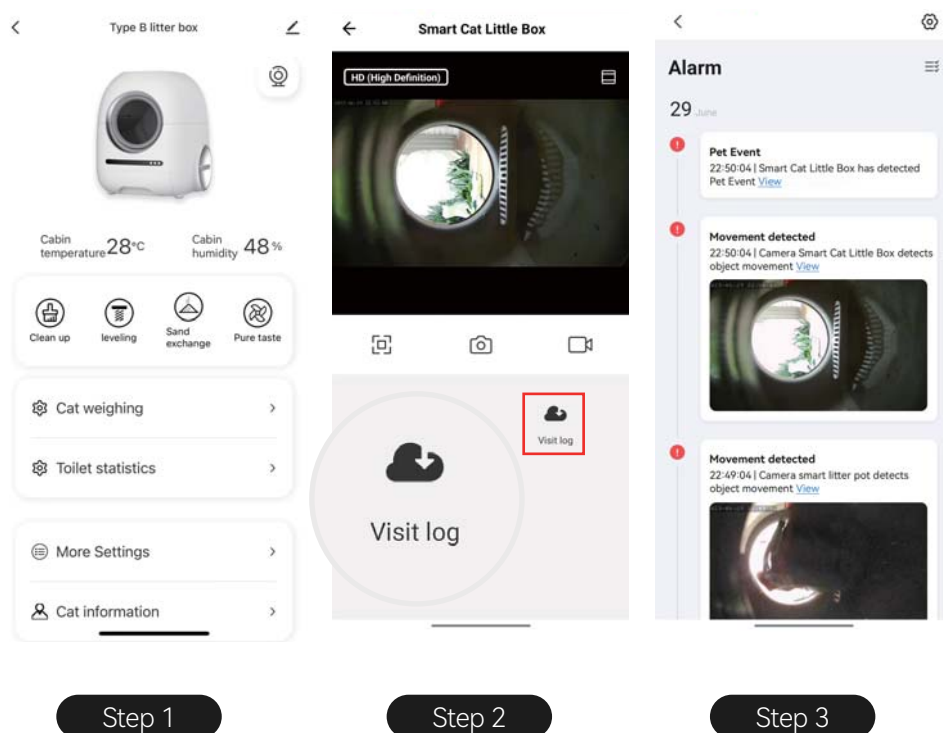 Type B litter box
Cabin
temperature 28°C
Cabin
humidity 48 %
Clean up
leveling
Sand
exchange
Pure taste
Cat weighing
Toilet statistics
More Settings
Cat information
Step 1
Smart Cat Little Box
HD (High Definition)
Visit log
Visit log
Step 2
Alarm
29 June
Pet Event
22:50:04 | Smart Cat Little Box has detected
Pet Event View
Movement detected
22:50:04 | Camera Smart Cat Little Box detects
object movement View
Movement detected
22:49:04 | Camera smart litter pot detects
object movement View
Step 3